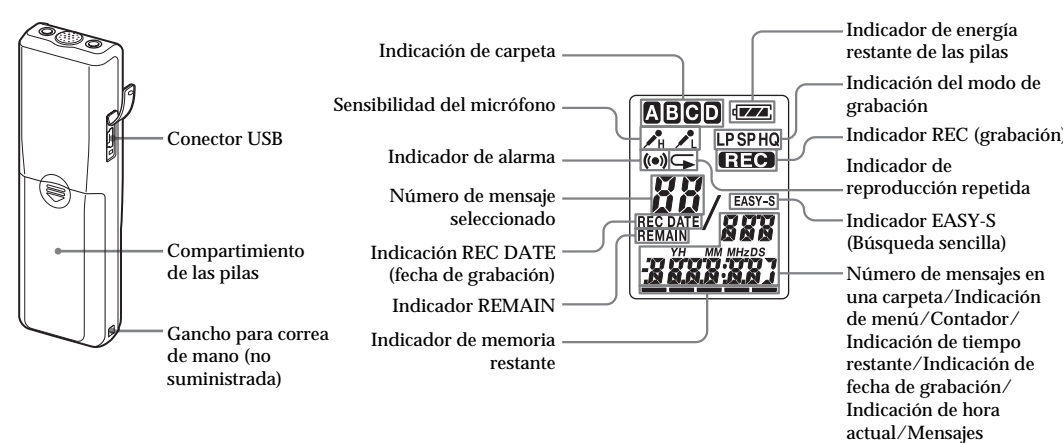 Conector USB
Compartimiento
de las pilas
Gancho para correa
de mano (no
suministrada)
Indicación de carpeta
Sensibilidad del micrófono
Indicador de alarma
Número de mensaje
seleccionado
Indicación REC DATE
(fecha de grabación)
Indicador REMAIN
Indicador de memoria
restante
ABCD
H L
LP SP HQ
REC
88
EASY-S
REC DATE
REMAIN
888
YH MM MHz DS
Indicador de energía
restante de las pilas
Indicación del modo de
grabación
Indicador REC (grabación)
Indicador de
reproducción repetida
Indicador EASY-S
(Búsqueda sencilla)
Número de mensajes en
una carpeta/Indicación
de menú/Contador/
Indicación de tiempo
restante/Indicación de
fecha de grabación/
Indicación de hora
actual/Mensajes